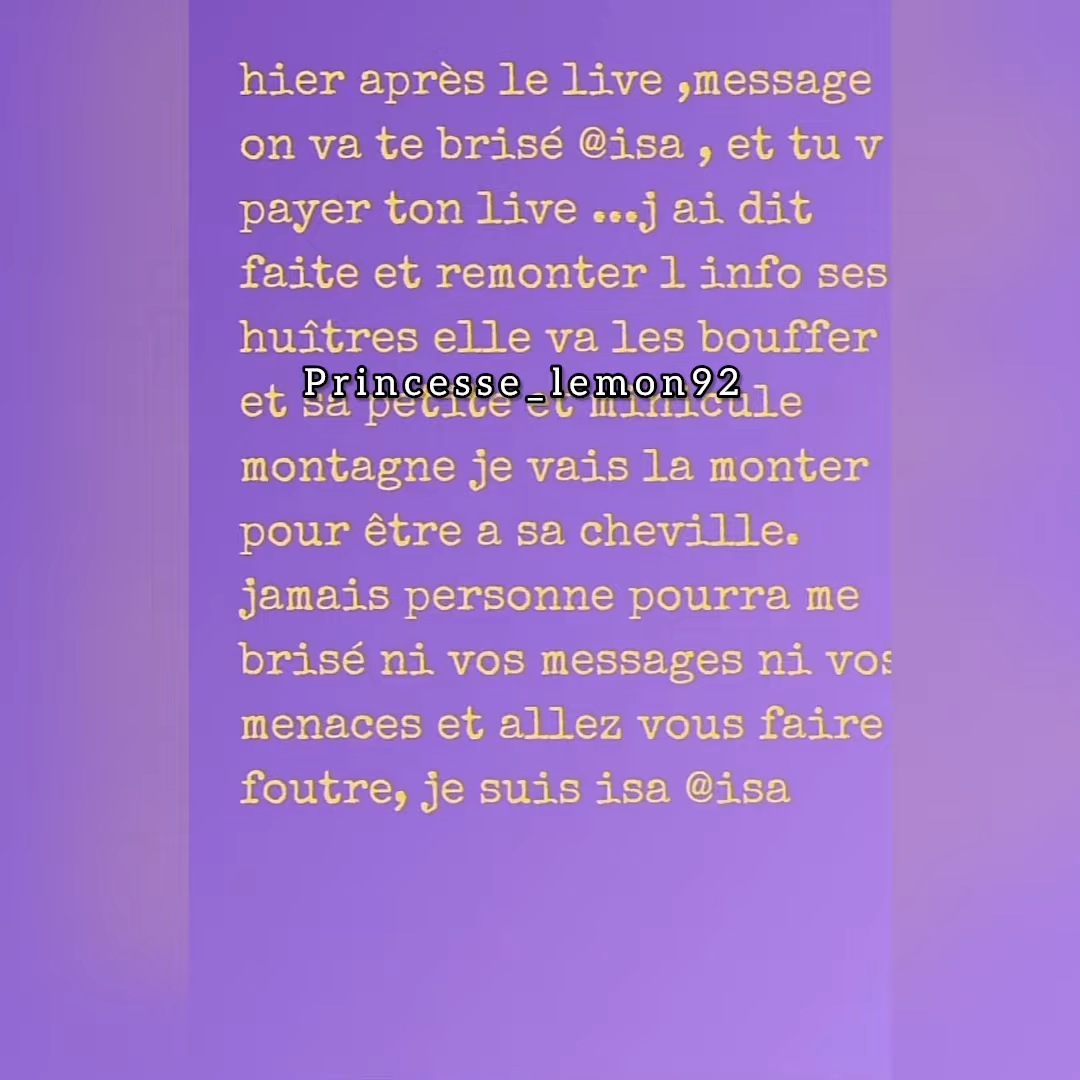 hier après le live ,message
on va te brisé @isa , et tu v
payer ton live ...j ai dit
faite et remonter l info ses
huîtres elle va les bouffer
Princesse_lemon92
et sa petite et minicule
montagne je vais la monter
pour être a sa cheville.
jamais personne pourra me
brisé ni vos messages ni vos
menaces et allez vous faire
foutre, je suis isa @isa